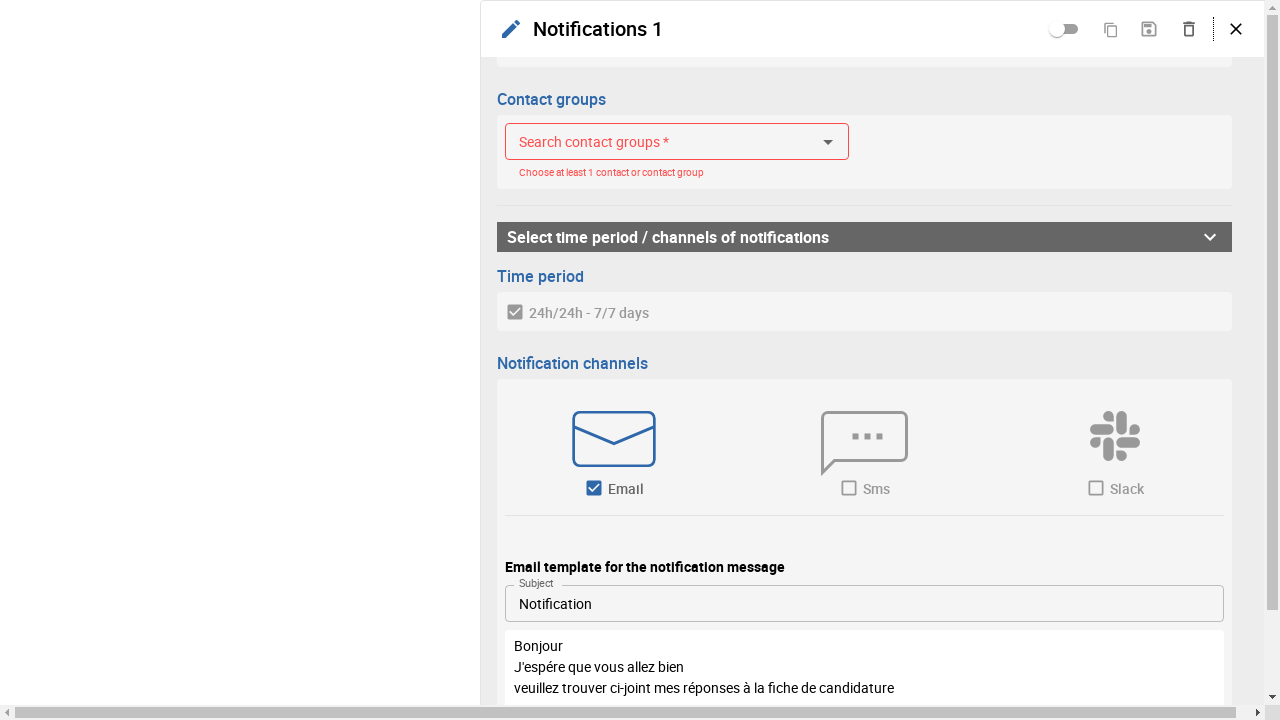 Notifications 1
Contact groups
Search contact groups *
Choose at least 1 contact or contact group
Select time period / channels of notifications
Time period
24h/24h - 7/7 days
Notification channels
Email
Sms
Slack
Email template for the notification message
Subject
Notification
Bonjour
J'espére que vous allez bien
veuillez trouver ci-joint mes réponses à la fiche de candidature